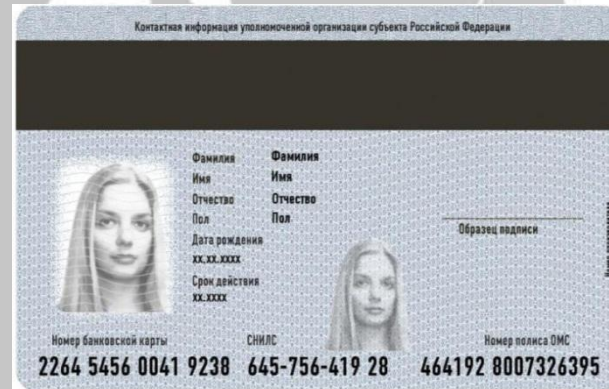 Контактная информация уполномоченной организации субъекта Российской Федерации
Фамилия Фамилия
Имя Имя
Отчество Отчество
Пол Пол
Дата рождения
xx.xx.xxxx
Срок действия
xx.xxxx
Образец подписи
Номер банковской карты СНИЛС Номер полиса ОМС
2264 5456 0041 9238 645-756-419 28 464192 8007326395